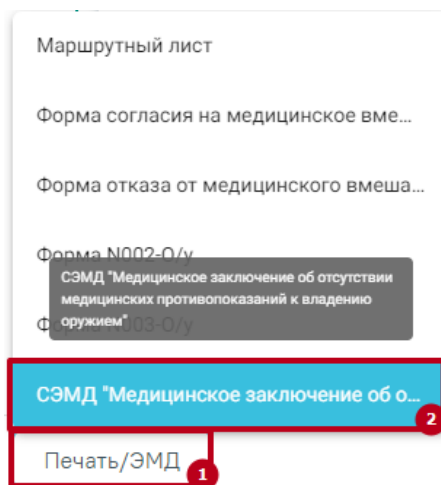 Маршрутный лист
Форма согласия на медицинское вме...
Форма отказа от медицинского вмеша...
Форма N002-О/у
СЭМД "Медицинское заключение об отсутствии
медицинских противопоказаний к владению
оружием"
Форма N003-О/у
СЭМД "Медицинское заключение об о...
2
Печать/ЭМД
1